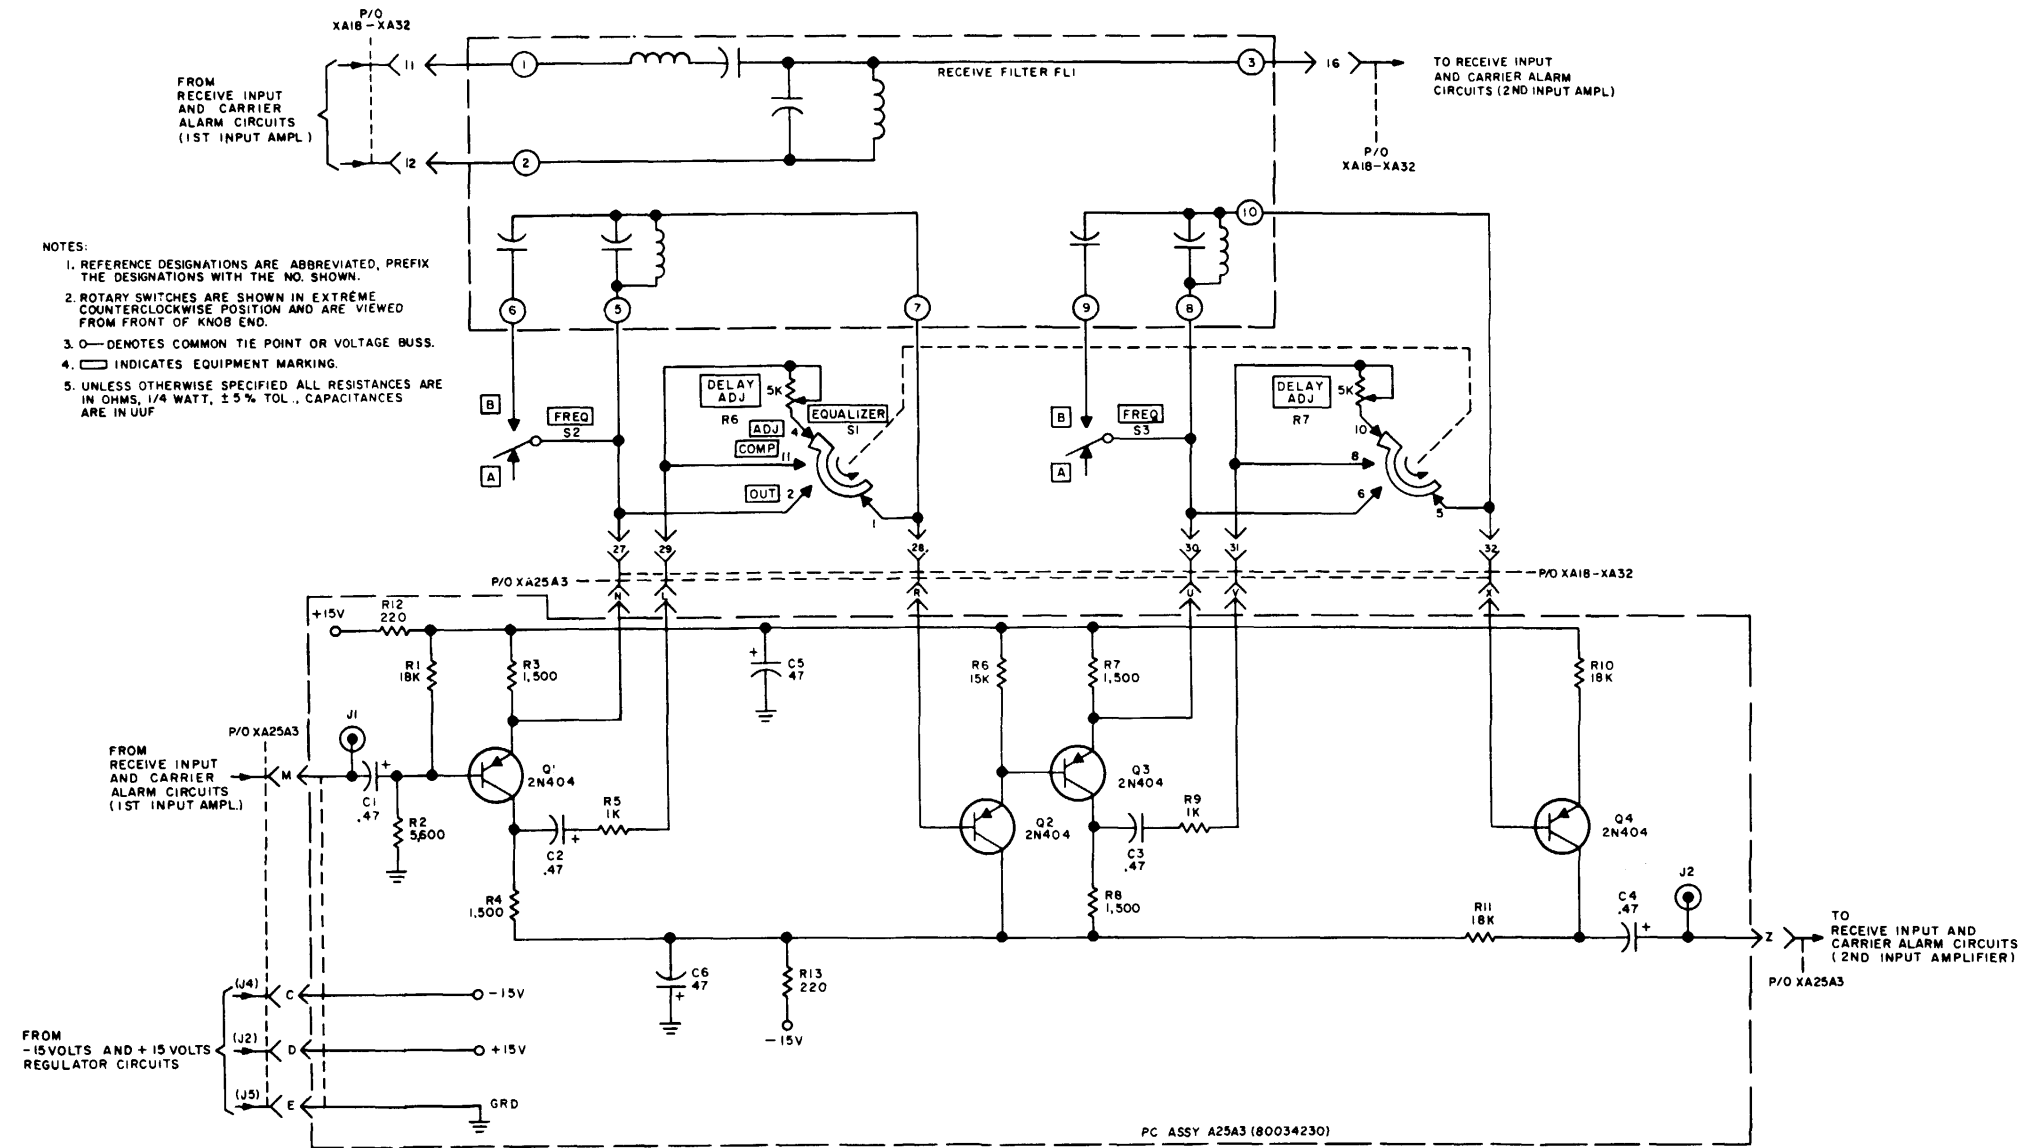 P/O
XA18-XA32
11
1
RECEIVE FILTER FL1
3
16
TO RECEIVE INPUT
AND CARRIER ALARM
CIRCUITS (2ND INPUT AMPL)
FROM
RECEIVE INPUT
AND CARRIER
ALARM CIRCUITS
(1ST INPUT AMPL)
12
2
P/O
XA18-XA32
10
NOTES:
1. REFERENCE DESIGNATIONS ARE ABBREVIATED, PREFIX
THE DESIGNATIONS WITH THE NO. SHOWN.
2. ROTARY SWITCHES ARE SHOWN IN EXTREME
COUNTERCLOCKWISE POSITION AND ARE VIEWED
FROM FRONT OF KNOB END.
3. O—DENOTES COMMON TIE POINT OR VOLTAGE BUSS.
4. INDICATES EQUIPMENT MARKING.
5. UNLESS OTHERWISE SPECIFIED ALL RESISTANCES ARE
IN OHMS, 1/4 WATT, ±5% TOL., CAPACITANCES
ARE IN UUF
6
5
7
9
8
B
FREQ
S2
A
DELAY
ADJ
5K
R6
EQUALIZER
S1
ADJ
4
COMP
11
OUT
2
1
B
FREQ
S3
A
DELAY
ADJ
5K
R7
10
8
6
5
27
29
28
30
31
32
P/O XA25A3
P/O XA18-XA32
N
L
R
U
V
X
+15V
R12
220
R1
18K
R3
1,500
+
C5
47
R6
15K
R7
1,500
R10
18K
J1
P/O XA25A3
FROM
RECEIVE INPUT
AND CARRIER
ALARM CIRCUITS
(1ST INPUT AMPL.)
M
+
C1
.47
R2
5,600
Q1
2N404
+
C2
.47
R5
1K
R4
1,500
Q2
2N404
Q3
2N404
C3
.47
R9
1K
R8
1,500
Q4
2N404
R11
18K
C4
.47
+
J2
Z
TO
RECEIVE INPUT AND
CARRIER ALARM CIRCUITS
(2ND INPUT AMPLIFIER)
P/O XA25A3
C6
47
+
R13
220
-15V
FROM
-15VOLTS AND +15VOLTS
REGULATOR CIRCUITS
(J4)
C
-15V
(J2)
D
+15V
(J5)
E
GRD
PC ASSY A25A3 (80034230)